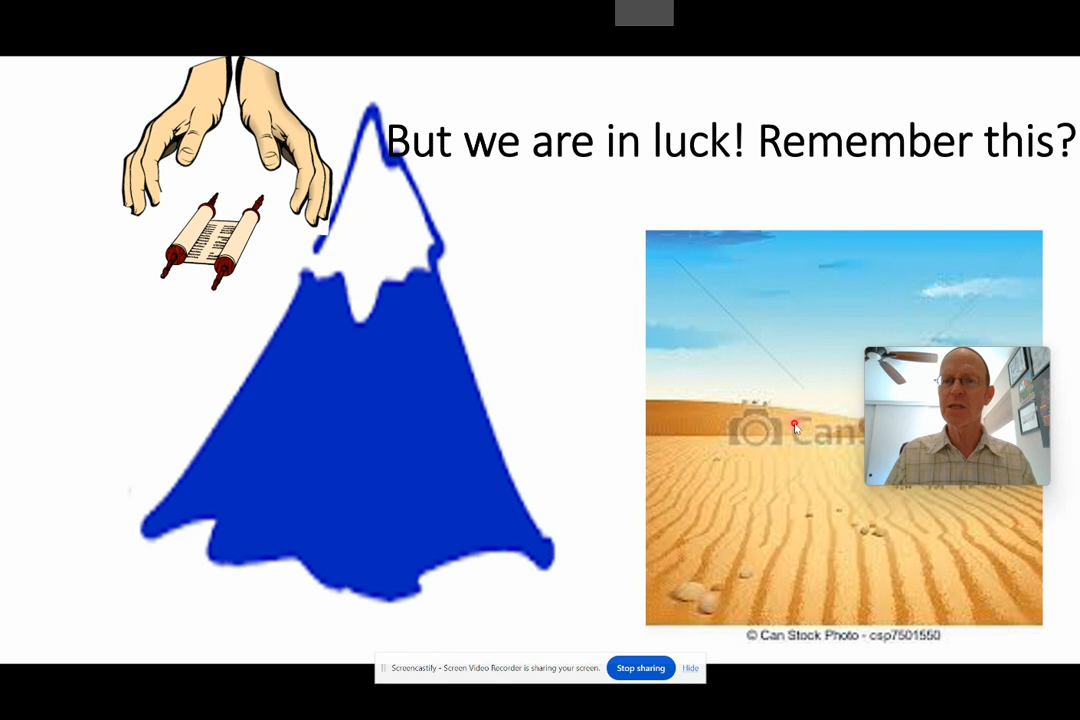 But we are in luck! Remember this?
Can
© Can Stock Photo - csp7501550
Screencastify - Screen Video Recorder is sharing your screen.
Stop sharing
Hide